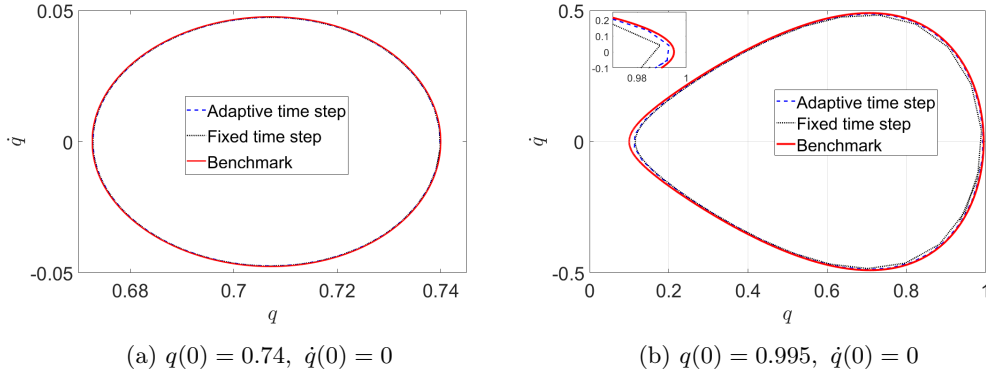 0.05
0
-0.05
q̇
0.68
0.7
0.72
0.74
q
Adaptive time step
Fixed time step
Benchmark
(a) q(0) = 0.74, q̇(0) = 0
0.5
0
-0.5
q̇
0.2
0.1
0
-0.1
0.98
1
0
0.2
0.4
0.6
0.8
1
q
Adaptive time step
Fixed time step
Benchmark
(b) q(0) = 0.995, q̇(0) = 0